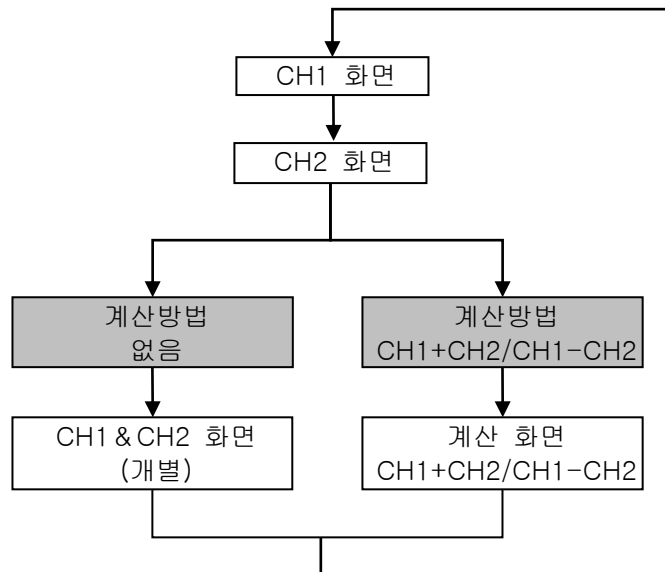 CH1 화면
CH2 화면
계산방법
없음
계산방법
CH1+CH2/CH1-CH2
CH1&CH2 화면
(개별)
계산 화면
CH1+CH2/CH1-CH2